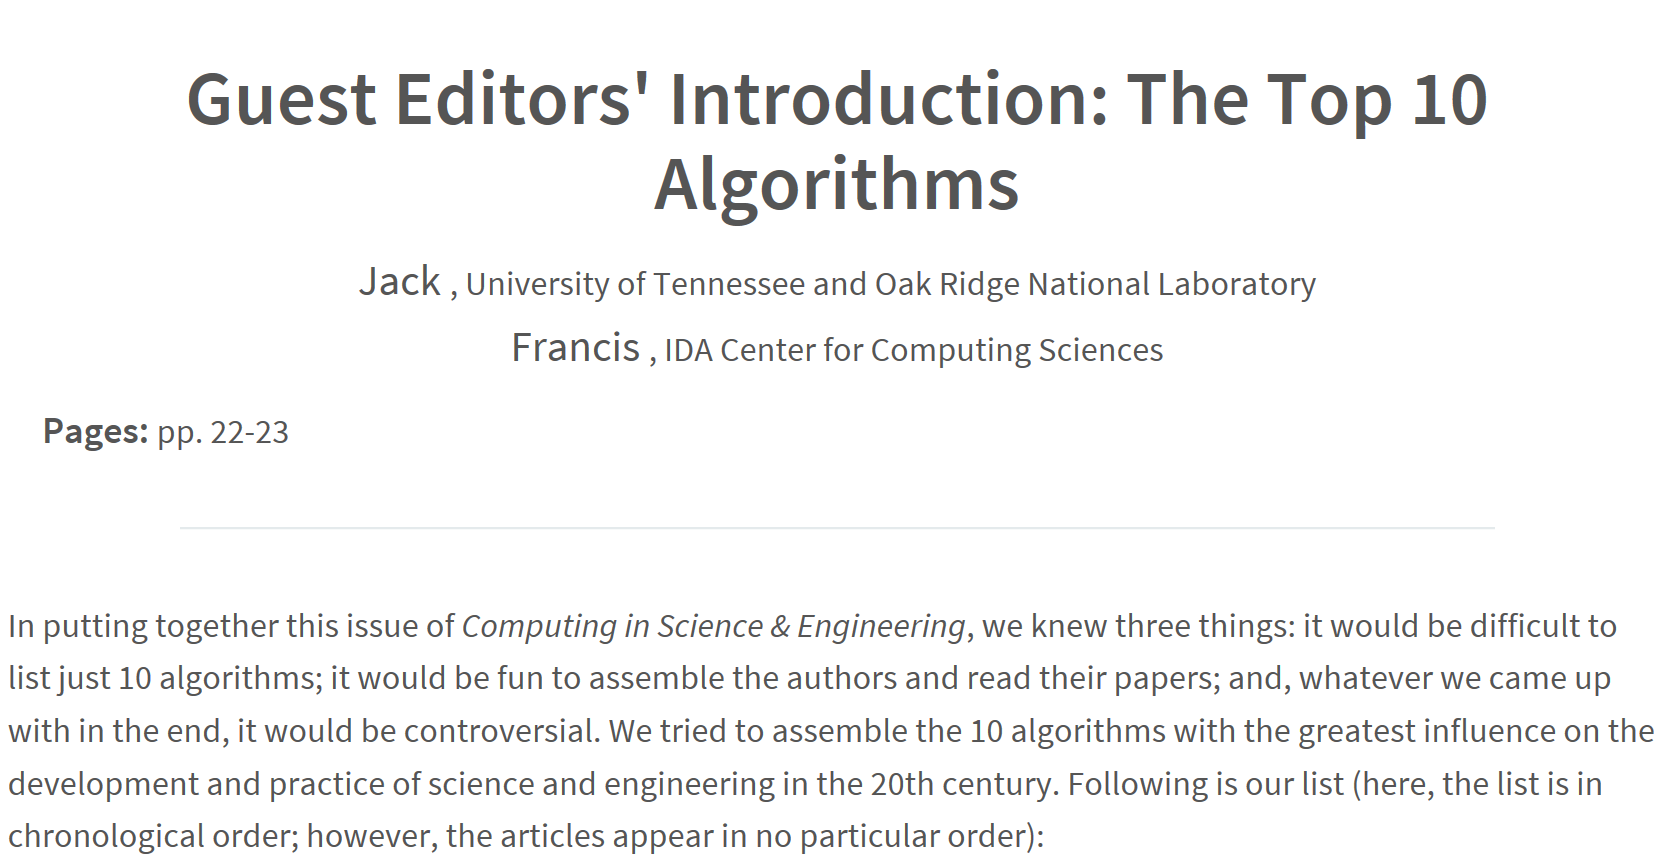 Guest Editors' Introduction: The Top 10
Algorithms
Jack , University of Tennessee and Oak Ridge National Laboratory
Francis , IDA Center for Computing Sciences
Pages: pp. 22-23
In putting together this issue of Computing in Science & Engineering, we knew three things: it would be difficult to
list just 10 algorithms; it would be fun to assemble the authors and read their papers; and, whatever we came up
with in the end, it would be controversial. We tried to assemble the 10 algorithms with the greatest influence on the
development and practice of science and engineering in the 20th century. Following is our list (here, the list is in
chronological order; however, the articles appear in no particular order):